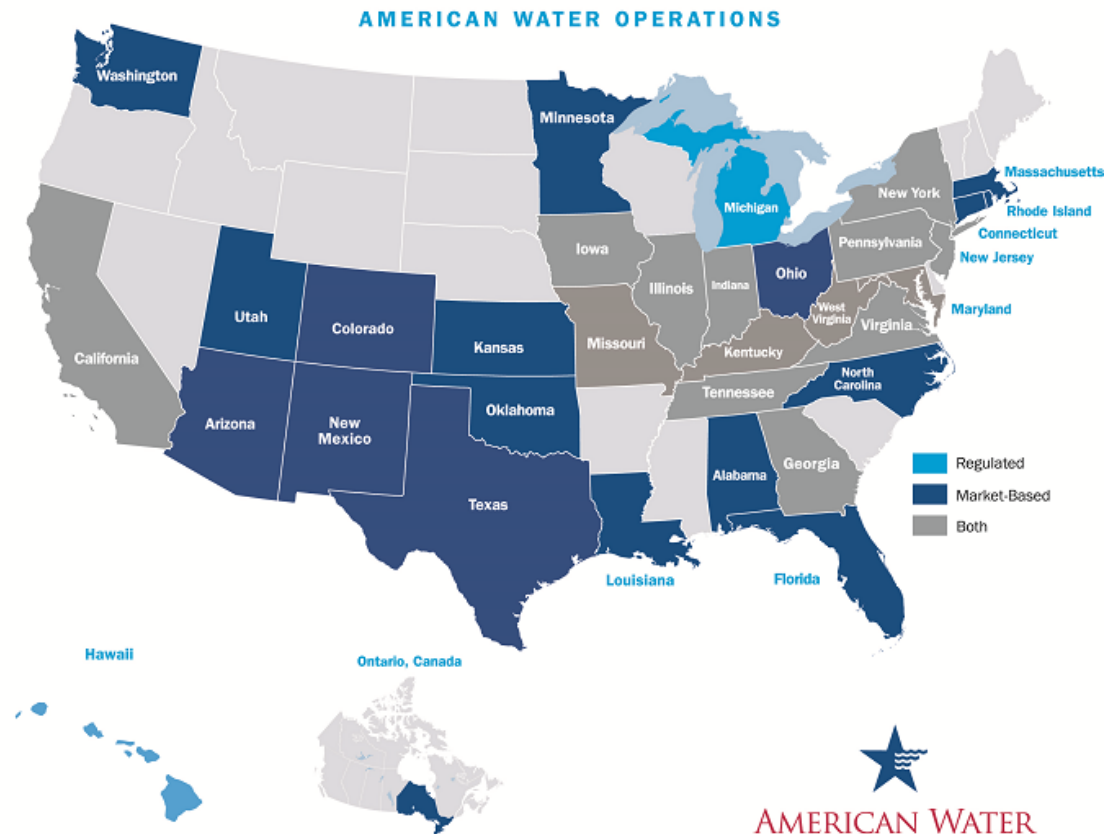 AMERICAN WATER OPERATIONS
Washington
Minnesota
Massachusetts
New York
Michigan
Rhode Island
Connecticut
Pennsylvania
Iowa
New Jersey
Ohio
Illinois
Indiana
West
Virginia
Maryland
Utah
Colorado
Virginia
Kansas
Missouri
California
Kentucky
North
Carolina
Tennessee
Oklahoma
Arizona
New
Mexico
Georgia
Regulated
Alabama
Market-Based
Texas
Both
Louisiana
Florida
Hawaii
Ontario, Canada
AMERICAN WATER